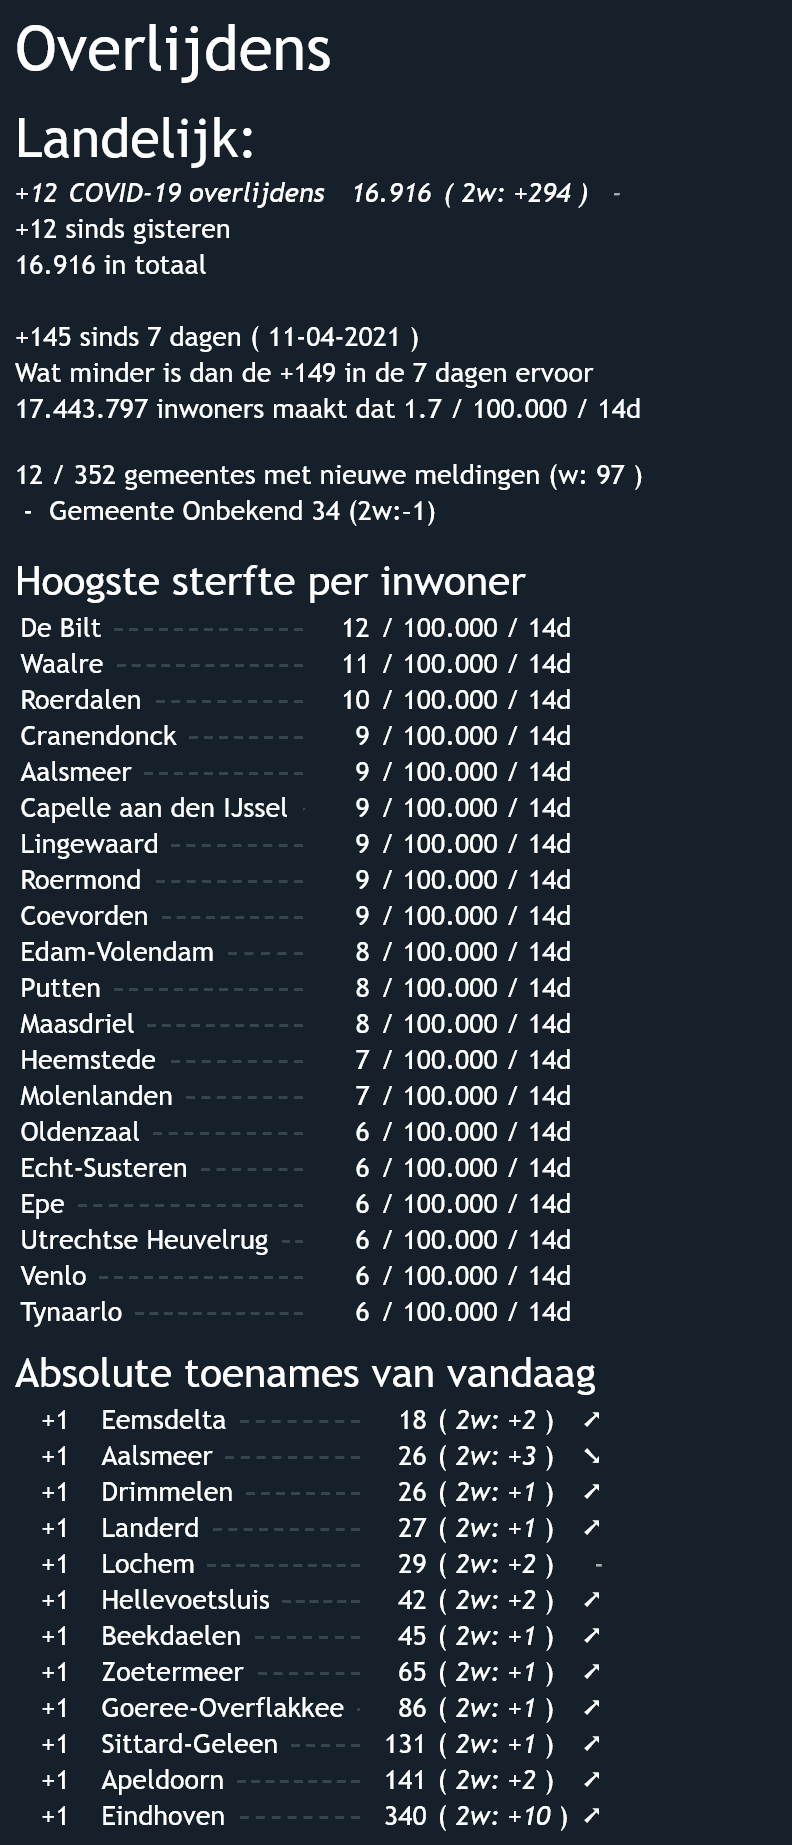 Overlijdens
Landelijk:
+12 COVID-19 overlijdens 16.916 ( 2w: +294 ) -
+12 sinds gisteren
16.916 in totaal
+145 sinds 7 dagen ( 11-04-2021 )
Wat minder is dan de +149 in de 7 dagen ervoor
17.443.797 inwoners maakt dat 1.7 / 100.000 / 14d
12 / 352 gemeentes met nieuwe meldingen (w: 97 )
- Gemeente Onbekend 34 (2w:-1)
Hoogste sterfte per inwoner
De Bilt -------------- 12 / 100.000 / 14d
Waalre -------------- 11 / 100.000 / 14d
Roerdalen ----------- 10 / 100.000 / 14d
Cranendonck -------- 9 / 100.000 / 14d
Aalsmeer ------------ 9 / 100.000 / 14d
Capelle aan den IJssel - 9 / 100.000 / 14d
Lingewaard ---------- 9 / 100.000 / 14d
Roermond ----------- 9 / 100.000 / 14d
Coevorden ---------- 9 / 100.000 / 14d
Edam-Volendam ----- 8 / 100.000 / 14d
Putten -------------- 8 / 100.000 / 14d
Maasdriel ----------- 8 / 100.000 / 14d
Heemstede ---------- 7 / 100.000 / 14d
Molenlanden -------- 7 / 100.000 / 14d
Oldenzaal ----------- 6 / 100.000 / 14d
Echt-Susteren ------- 6 / 100.000 / 14d
Epe ---------------- 6 / 100.000 / 14d
Utrechtse Heuvelrug -- 6 / 100.000 / 14d
Venlo --------------- 6 / 100.000 / 14d
Tynaarlo ------------ 6 / 100.000 / 14d
Absolute toenames van vandaag
+1 Eemsdelta --------- 18 ( 2w: +2 ) ➚
+1 Aalsmeer ---------- 26 ( 2w: +3 ) ➘
+1 Drimmelen -------- 26 ( 2w: +1 ) ➚
+1 Landerd ----------- 27 ( 2w: +1 ) ➚
+1 Lochem ----------- 29 ( 2w: +2 ) -
+1 Hellevoetsluis ------ 42 ( 2w: +2 ) ➚
+1 Beekdaelen -------- 45 ( 2w: +1 ) ➚
+1 Zoetermeer ------- 65 ( 2w: +1 ) ➚
+1 Goeree-Overflakkee - 86 ( 2w: +1 ) ➚
+1 Sittard-Geleen ----- 131 ( 2w: +1 ) ➚
+1 Apeldoorn --------- 141 ( 2w: +2 ) ➚
+1 Eindhoven --------- 340 ( 2w: +10 ) ➚